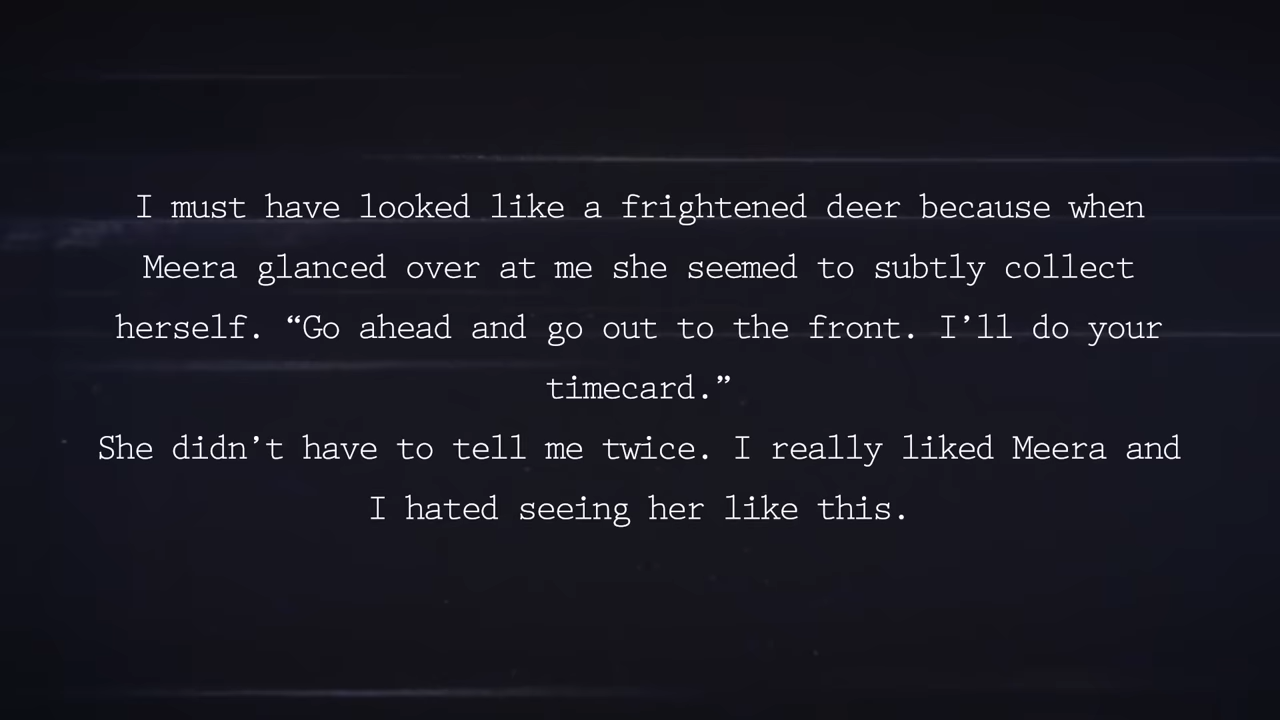 I must have looked like a frightened deer because when
Meera glanced over at me she seemed to subtly collect
herself. “Go ahead and go out to the front. I’ll do your
timecard.”
She didn’t have to tell me twice. I really liked Meera and
I hated seeing her like this.